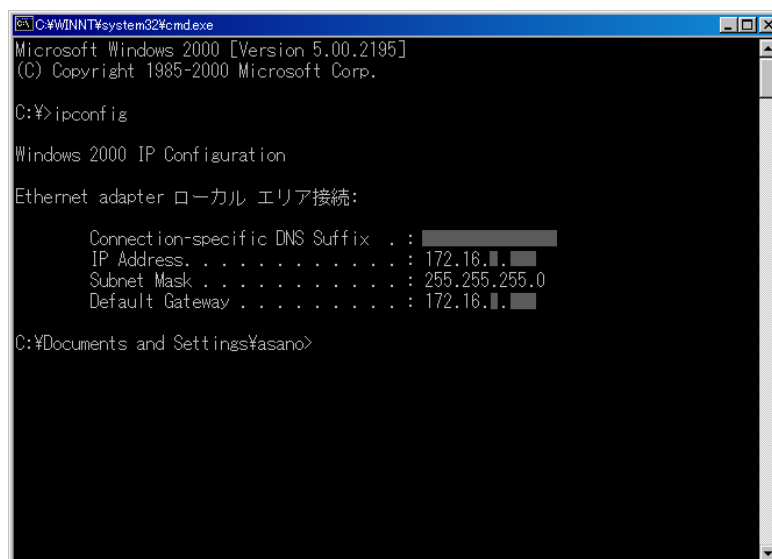 C:¥WINNT¥system32¥cmd.exe
Microsoft Windows 2000 [Version 5.00.2195]
(C) Copyright 1985-2000 Microsoft Corp.
C:¥>ipconfig
Windows 2000 IP Configuration
Ethernet adapter ローカル エリア接続:
Connection-specific DNS Suffix . :
IP Address. . . . . . . . . . . . : 172.16. .
Subnet Mask . . . . . . . . . . . : 255.255.255.0
Default Gateway . . . . . . . . . : 172.16. .
C:¥Documents and Settings¥asano>